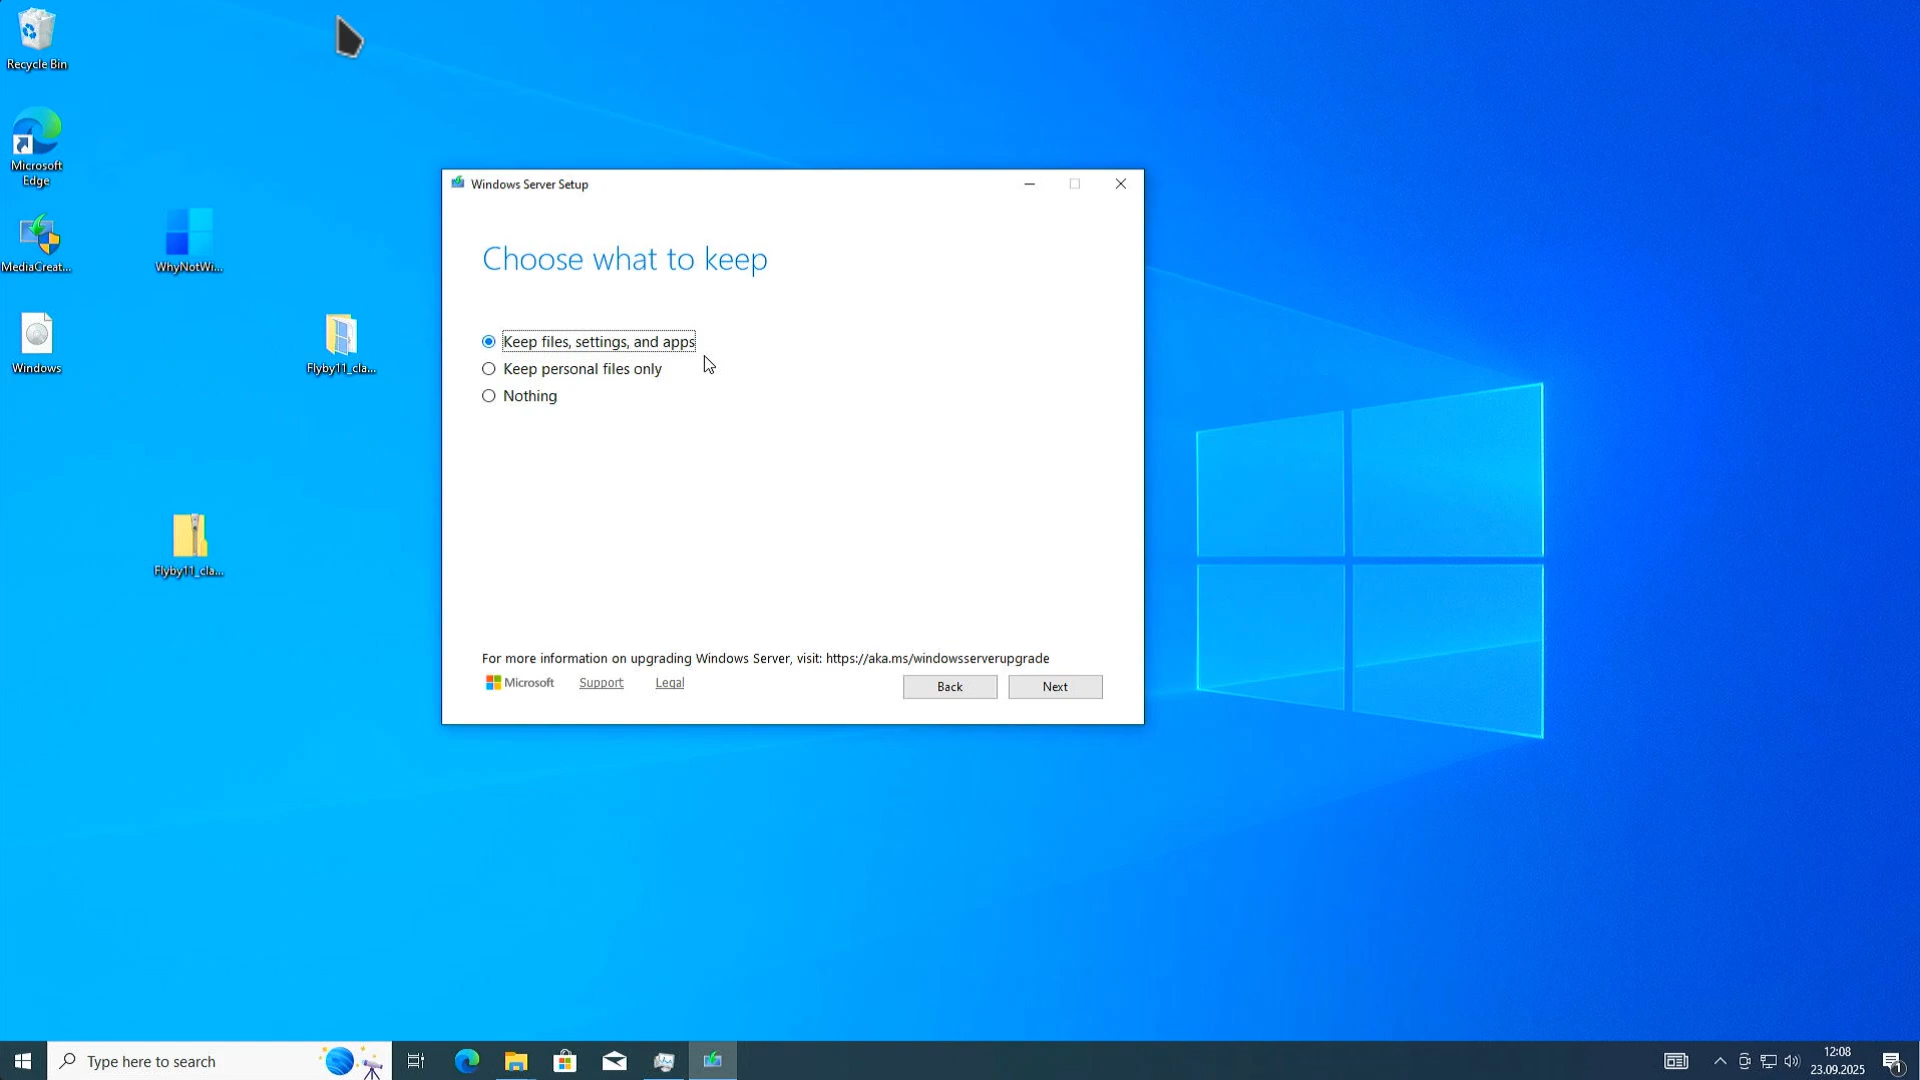 Recycle Bin
Microsoft
Edge
MediaCreat...
WhyNotWi...
Windows
Flyby11_cla...
Flyby11_cla...
Windows Server Setup
Choose what to keep
Keep files, settings, and apps
Keep personal files only
Nothing
For more information on upgrading Windows Server, visit: https://aka.ms/windowsserverupgrade
Microsoft Support Legal
Back Next
Type here to search
12:08
23.09.2025
1